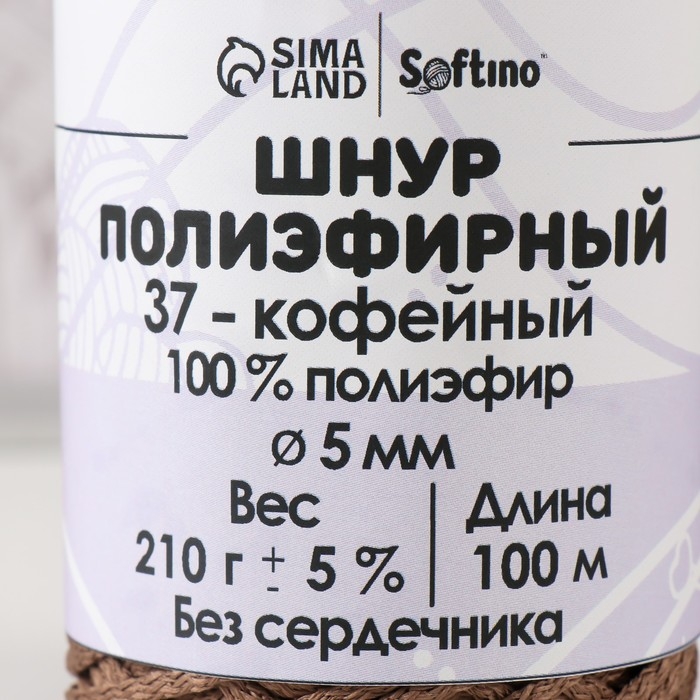 SIMA LAND Softino
ШНУР
ПОЛИЭФИРНЫЙ
37 - кофейный
100 % полиэфир
⌀ 5 мм
Вес Длина
210 г ± 5 % 100 м
Без сердечника